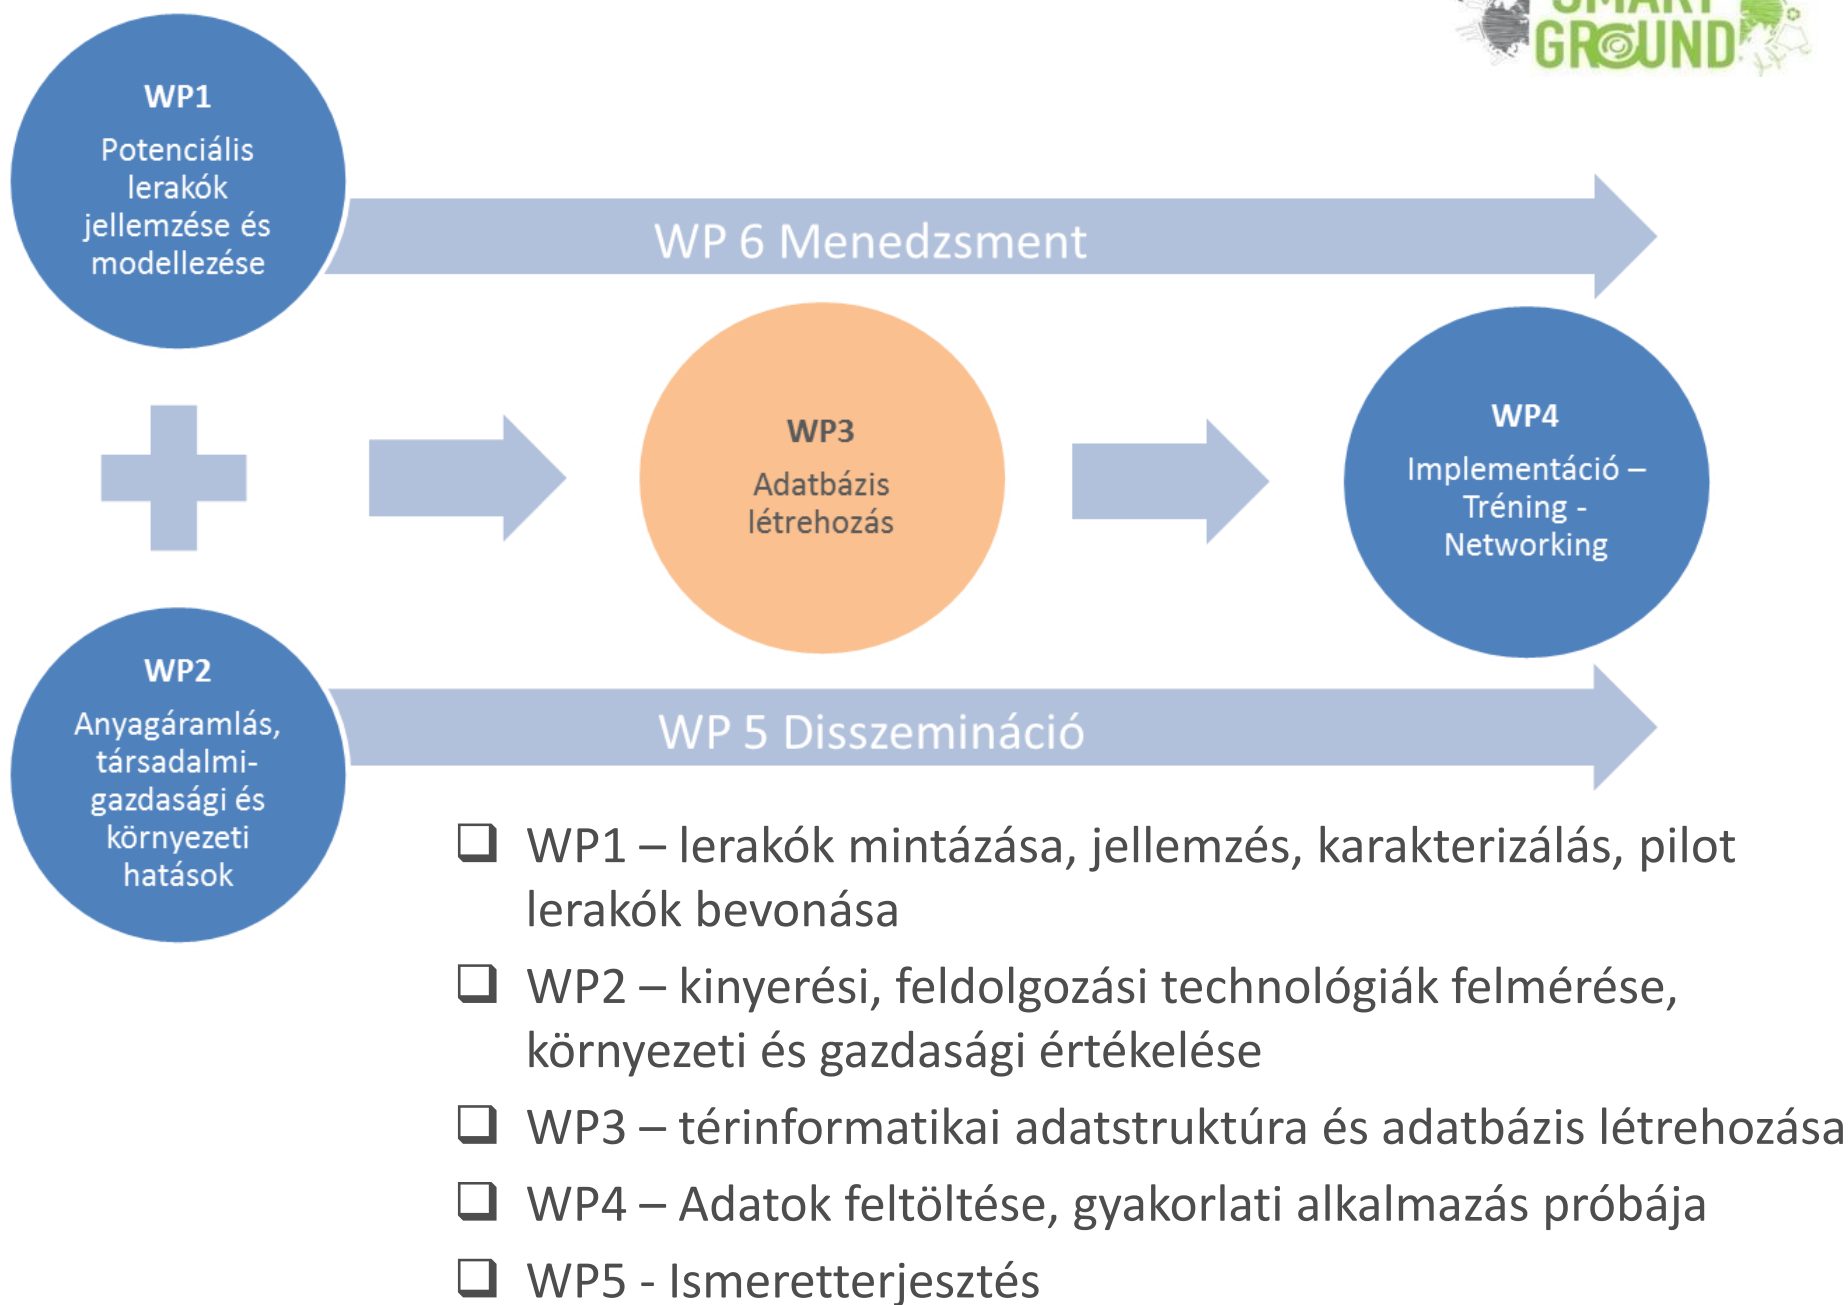 SMART
GROUND
WP1
Potenciális
lerakók
jellemzése és
modellezése
WP 6 Menedzsment
WP3
Adatbázis
létrehozás
WP4
Implementáció –
Tréning -
Networking
WP2
Anyagáramlás,
társadalmi-
gazdasági és
környezeti
hatások
WP 5 Disszemináció
WP1 – lerakók mintázása, jellemzés, karakterizálás, pilot
lerakók bevonása
WP2 – kinyerési, feldolgozási technológiák felmérése,
környezeti és gazdasági értékelése
WP3 – térinformatikai adatstruktúra és adatbázis létrehozása
WP4 – Adatok feltöltése, gyakorlati alkalmazás próbája
WP5 - Ismeretterjesztés